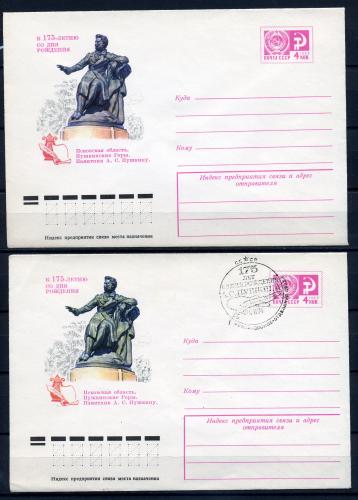 К 175-ЛЕТИЮ
СО ДНЯ
РОЖДЕНИЯ
ПОЧТА СССР 4 КОП.
Куда
Кому
Псковская область.
Пушкинские Горы.
Памятник А. С. Пушкину.
Индекс предприятия связи и адрес
отправителя
Индекс предприятия связи места назначения
К 175-ЛЕТИЮ
СО ДНЯ
РОЖДЕНИЯ
175
ЛЕТ
4 КОП.
Куда
Кому
Псковская область.
Пушкинские Горы.
Памятник А. С. Пушкину.
Индекс предприятия связи и адрес
отправителя
Индекс предприятия связи места назначения